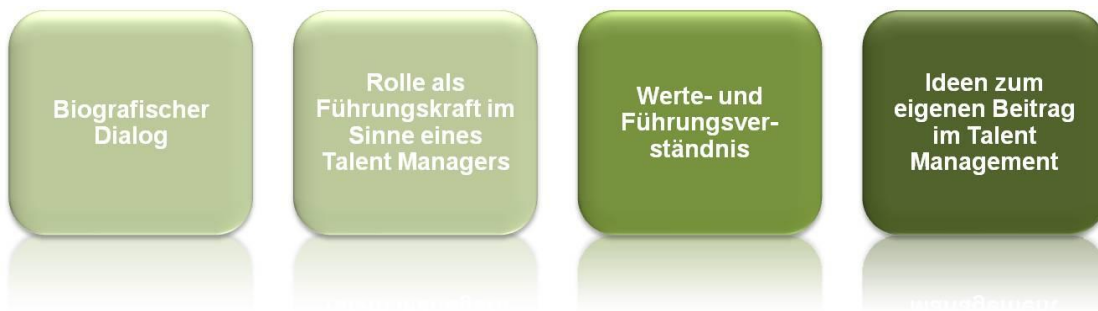 Biografischer
Dialog
Rolle als
Führungskraft im
Sinne eines
Talent Managers
Werte- und
Führungsver-
ständnis
Ideen zum
eigenen Beitrag
im Talent
Management